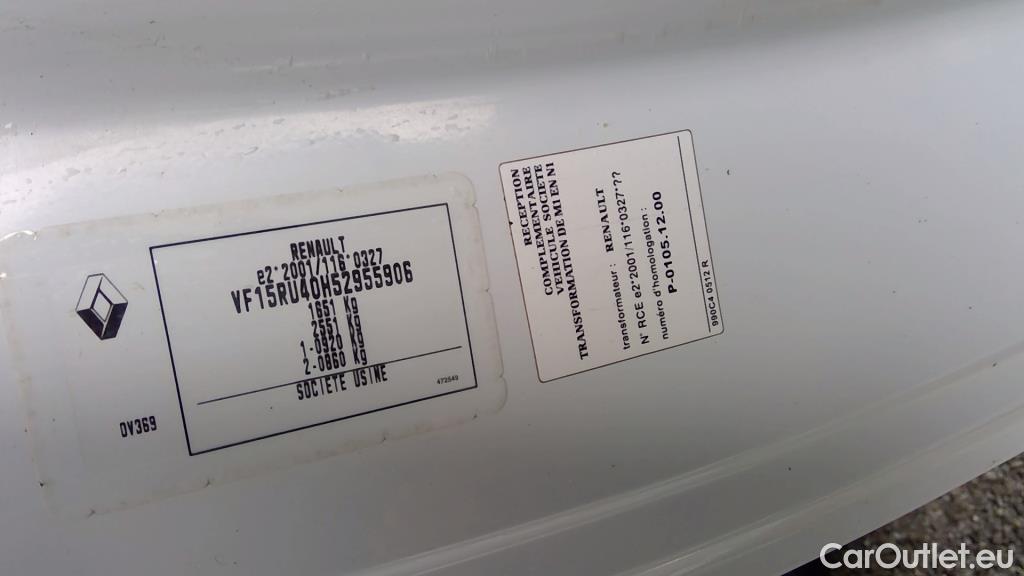 RENAULT
e2*2001/116*0327
VF15RU40H52955906
1651 Kg
2551 Kg
1-0920 Kg
2-0860 Kg
SOCIETE USINE
472549
OV369
RECEPTION
COMPLEMENTAIRE
VEHICULE SOCIETE
TRANSFORMATION DE M1 EN N1
transformateur : RENAULT
N° RCE e2*2001/116*0327*??
numéro d'homologation :
P-0105.12.00
990C4 0512 R
CarOutlet.eu